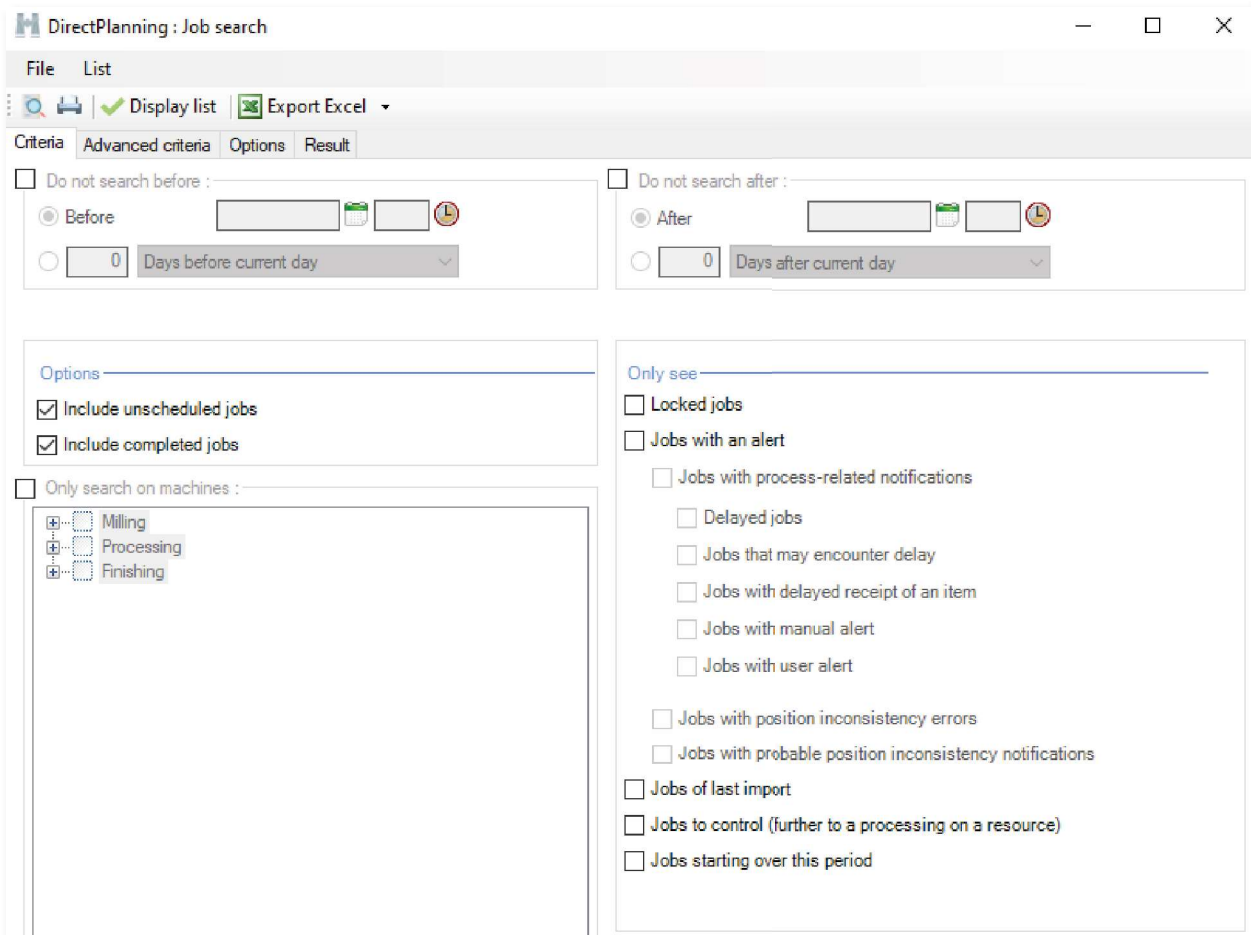 DirectPlanning : Job search
File List
Display list Export Excel
Criteria Advanced criteria Options Result
Do not search before :
Before
0 Days before current day
Do not search after :
After
0 Days after current day
Options
Include unscheduled jobs
Include completed jobs
Only search on machines :
Milling
Processing
Finishing
Only see
Locked jobs
Jobs with an alert
Jobs with process-related notifications
Delayed jobs
Jobs that may encounter delay
Jobs with delayed receipt of an item
Jobs with manual alert
Jobs with user alert
Jobs with position inconsistency errors
Jobs with probable position inconsistency notifications
Jobs of last import
Jobs to control (further to a processing on a resource)
Jobs starting over this period